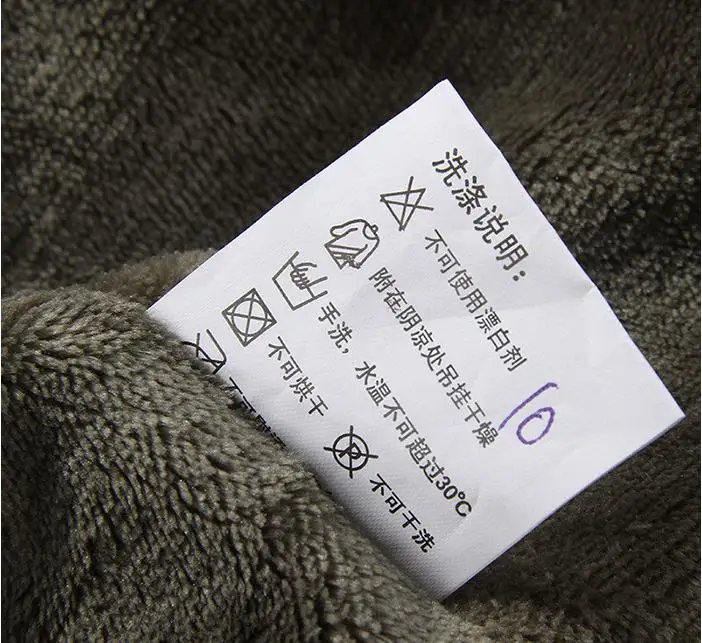 洗涤说明：
不可使用漂白剂
附在阴凉处吊挂干燥
手洗，水温不可超过30℃
不可烘干
不可干洗
10